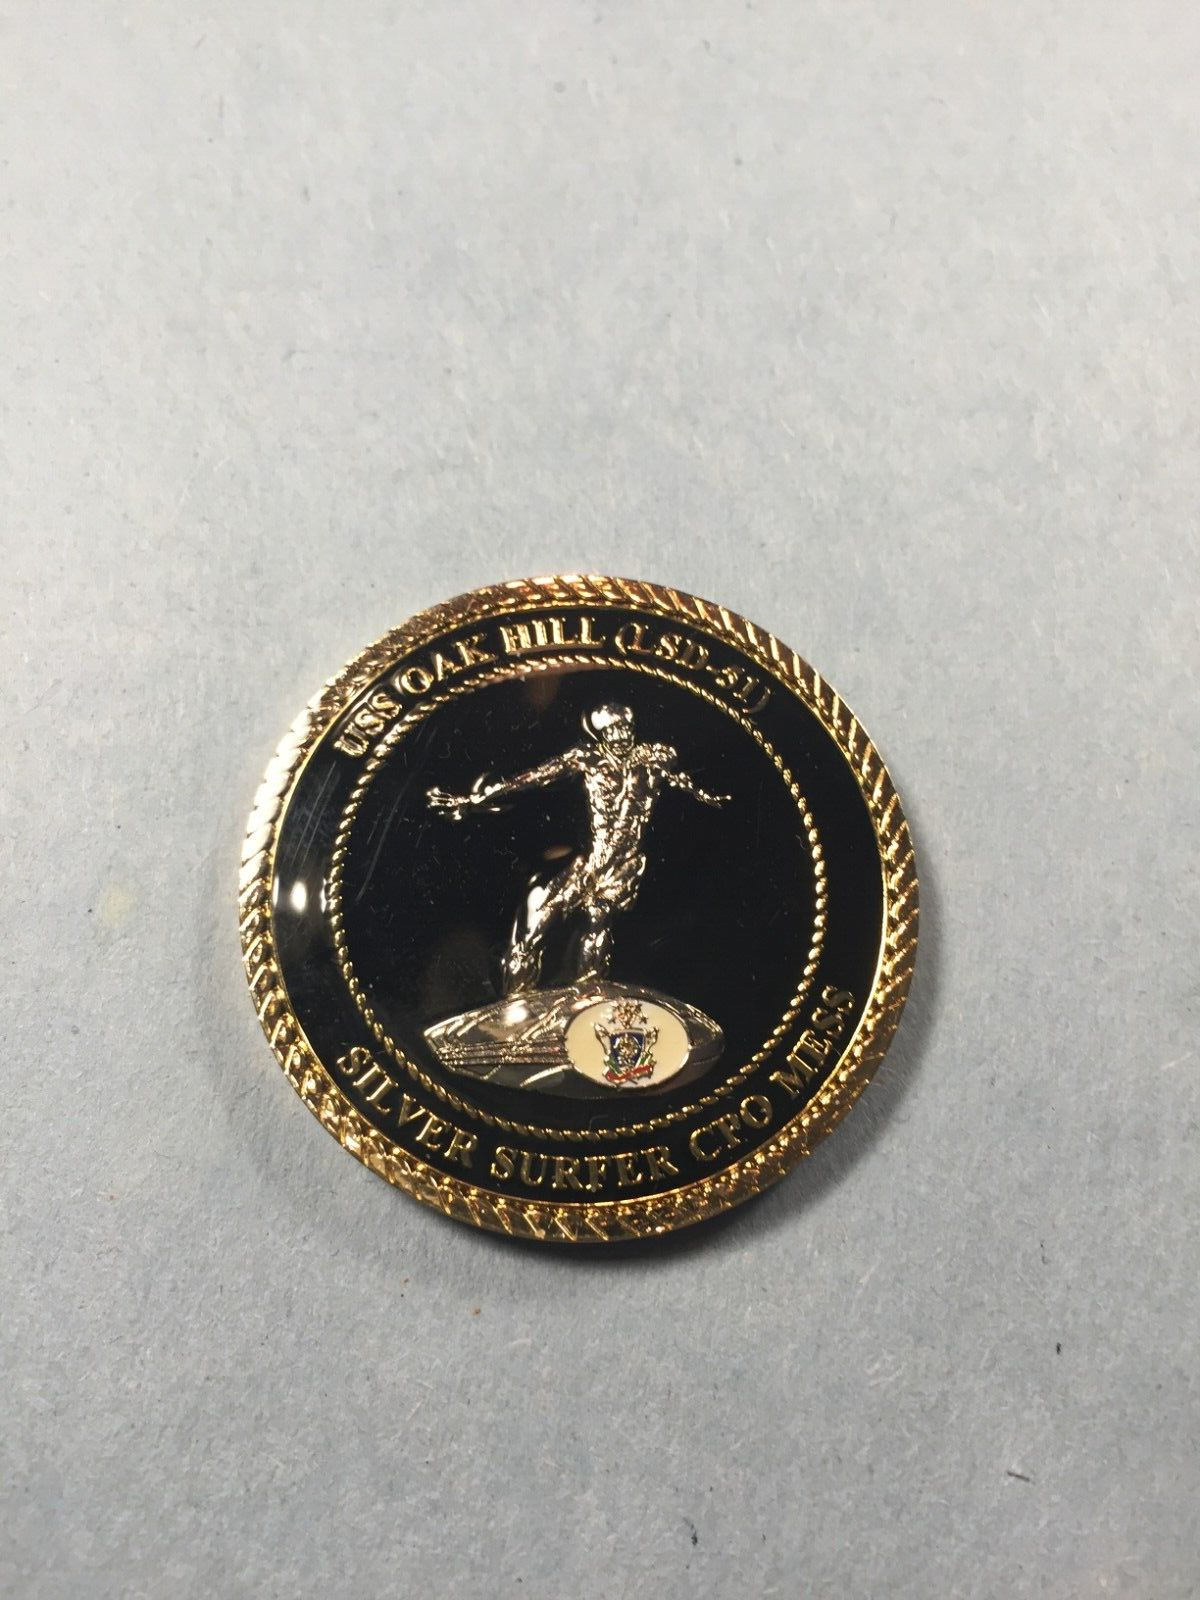 USS OAK HILL (LSD-51)
SILVER SURFER CPO MESS